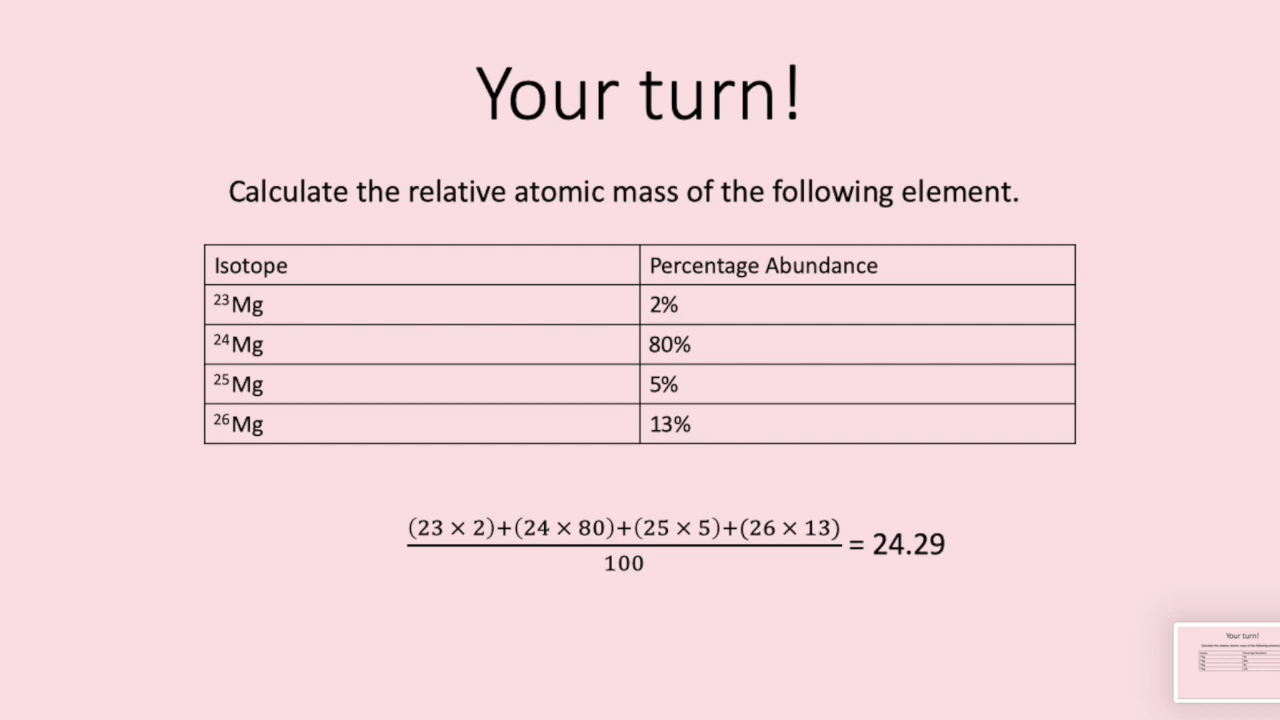 Your turn!
Calculate the relative atomic mass of the following element.
Isotope Percentage Abundance
²³Mg 2%
²⁴Mg 80%
²⁵Mg 5%
²⁶Mg 13%
(23 × 2)+(24 × 80)+(25 × 5)+(26 × 13)
100
= 24.29
Your turn!